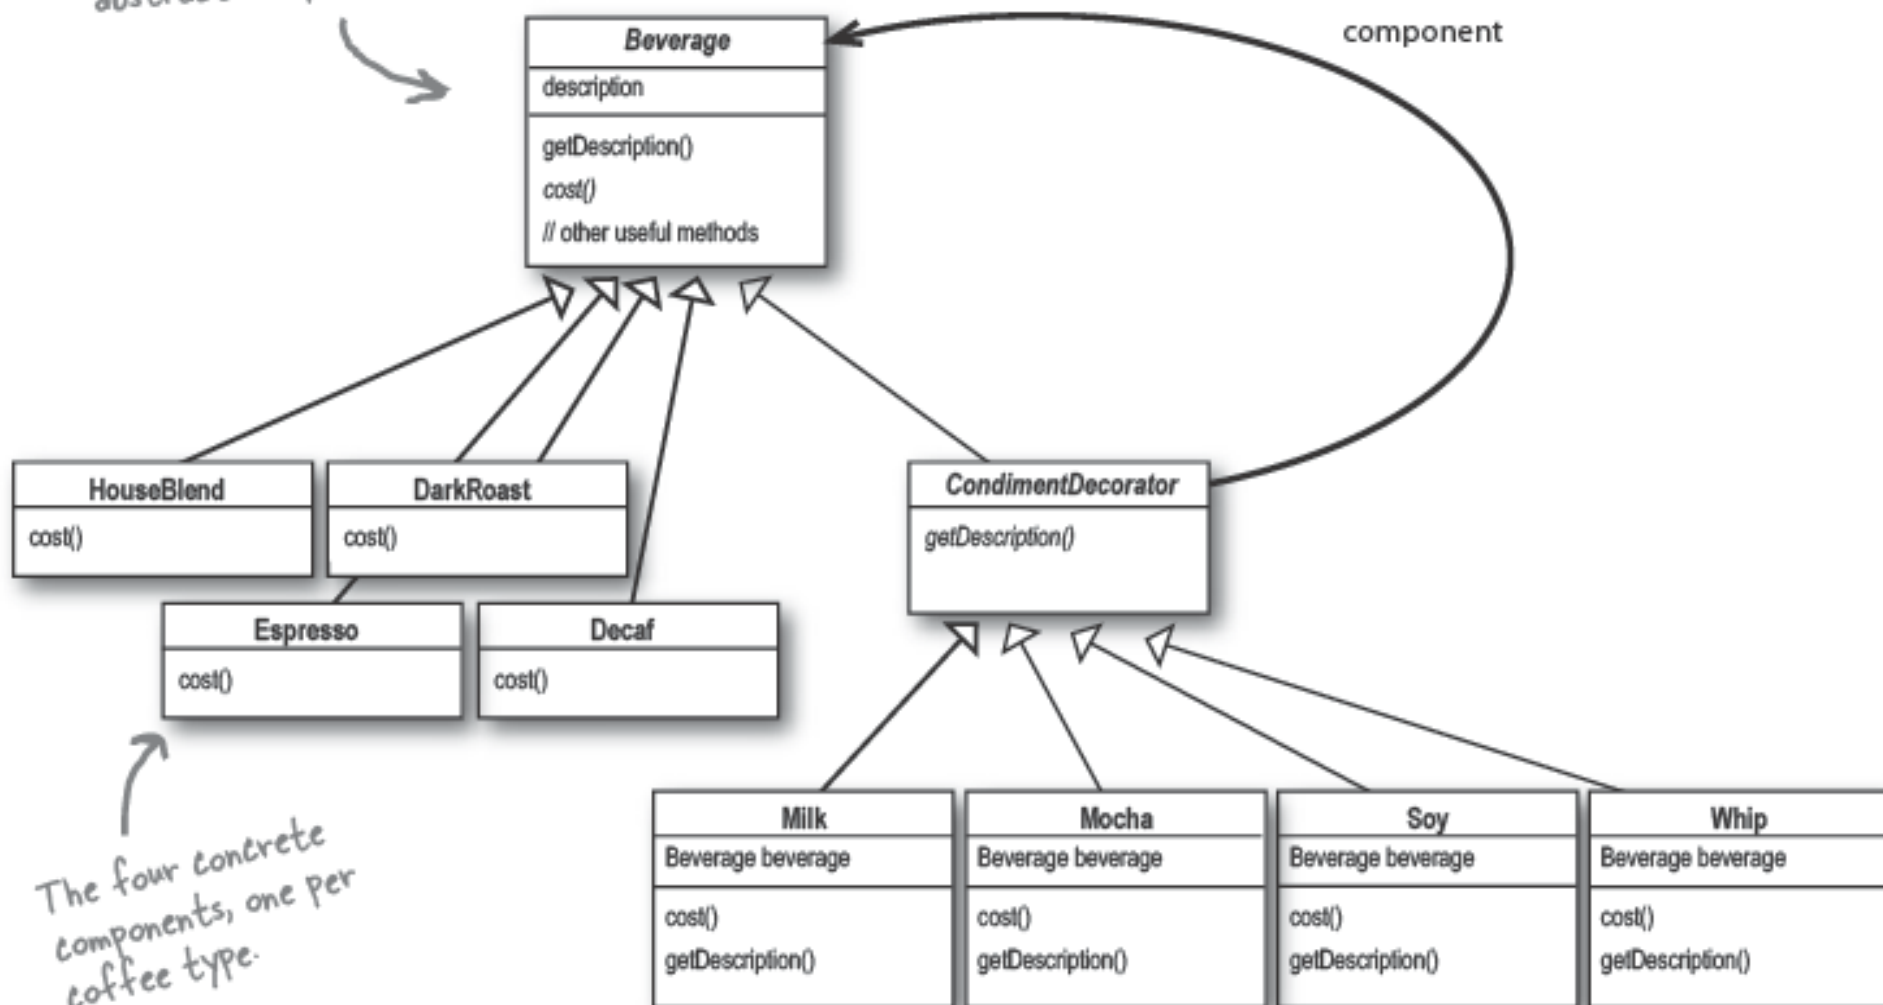 Beverage
component
description
getDescription()
cost()
// other useful methods
HouseBlend
cost()
DarkRoast
cost()
CondimentDecorator
getDescription()
Espresso
cost()
Decaf
cost()
The four concrete
components, one per
coffee type.
Milk
Beverage beverage
cost()
getDescription()
Mocha
Beverage beverage
cost()
getDescription()
Soy
Beverage beverage
cost()
getDescription()
Whip
Beverage beverage
cost()
getDescription()